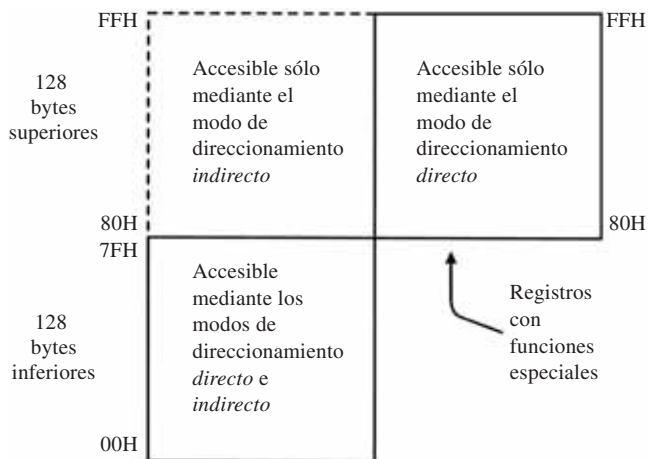 FFH
128
bytes
superiores
Accesible sólo
mediante el
modo de
direccionamiento
indirecto
Accesible sólo
mediante el
modo de
direccionamiento
directo
FFH
80H
80H
7FH
128
bytes
inferiores
Accesible
mediante los
modos de
direccionamiento
directo e
indirecto
Registros
con
funciones
especiales
00H